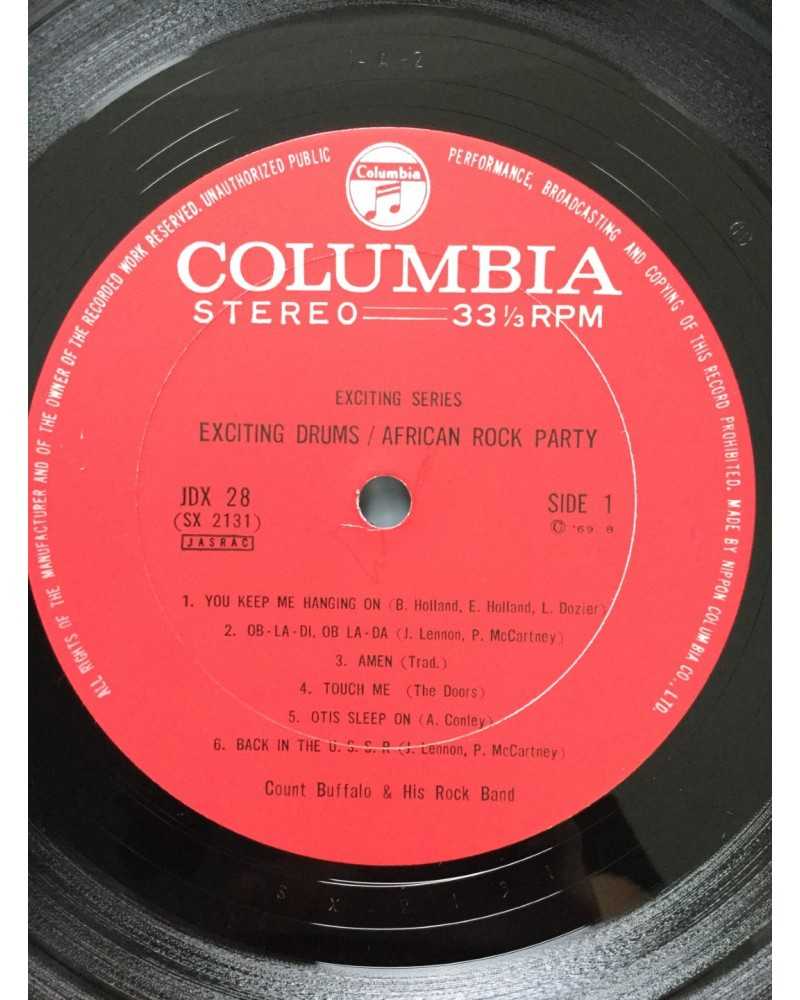 1-A-2
ALL RIGHTS OF THE MANUFACTURER AND OF THE OWNER OF THE RECORDED WORK RESERVED. UNAUTHORIZED PUBLIC PERFORMANCE, BROADCASTING AND COPYING OF THIS RECORD PROHIBITED. MADE BY NIPPON COLUMBIA CO., LTD.
Columbia
COLUMBIA
STEREO 33⅓ RPM
EXCITING SERIES
EXCITING DRUMS / AFRICAN ROCK PARTY
JDX 28 SIDE 1
(SX 2131) Ⓒ '69. 8
JASRAC
1. YOU KEEP ME HANGING ON (B. Holland, E. Holland, L. Dozier)
2. OB-LA-DI, OB LA-DA (J. Lennon, P. McCartney)
3. AMEN (Trad.)
4. TOUCH ME (The Doors)
5. OTIS SLEEP ON (A. Conley)
6. BACK IN THE U. S. S. R (J. Lennon, P. McCartney)
Count Buffalo & His Rock Band